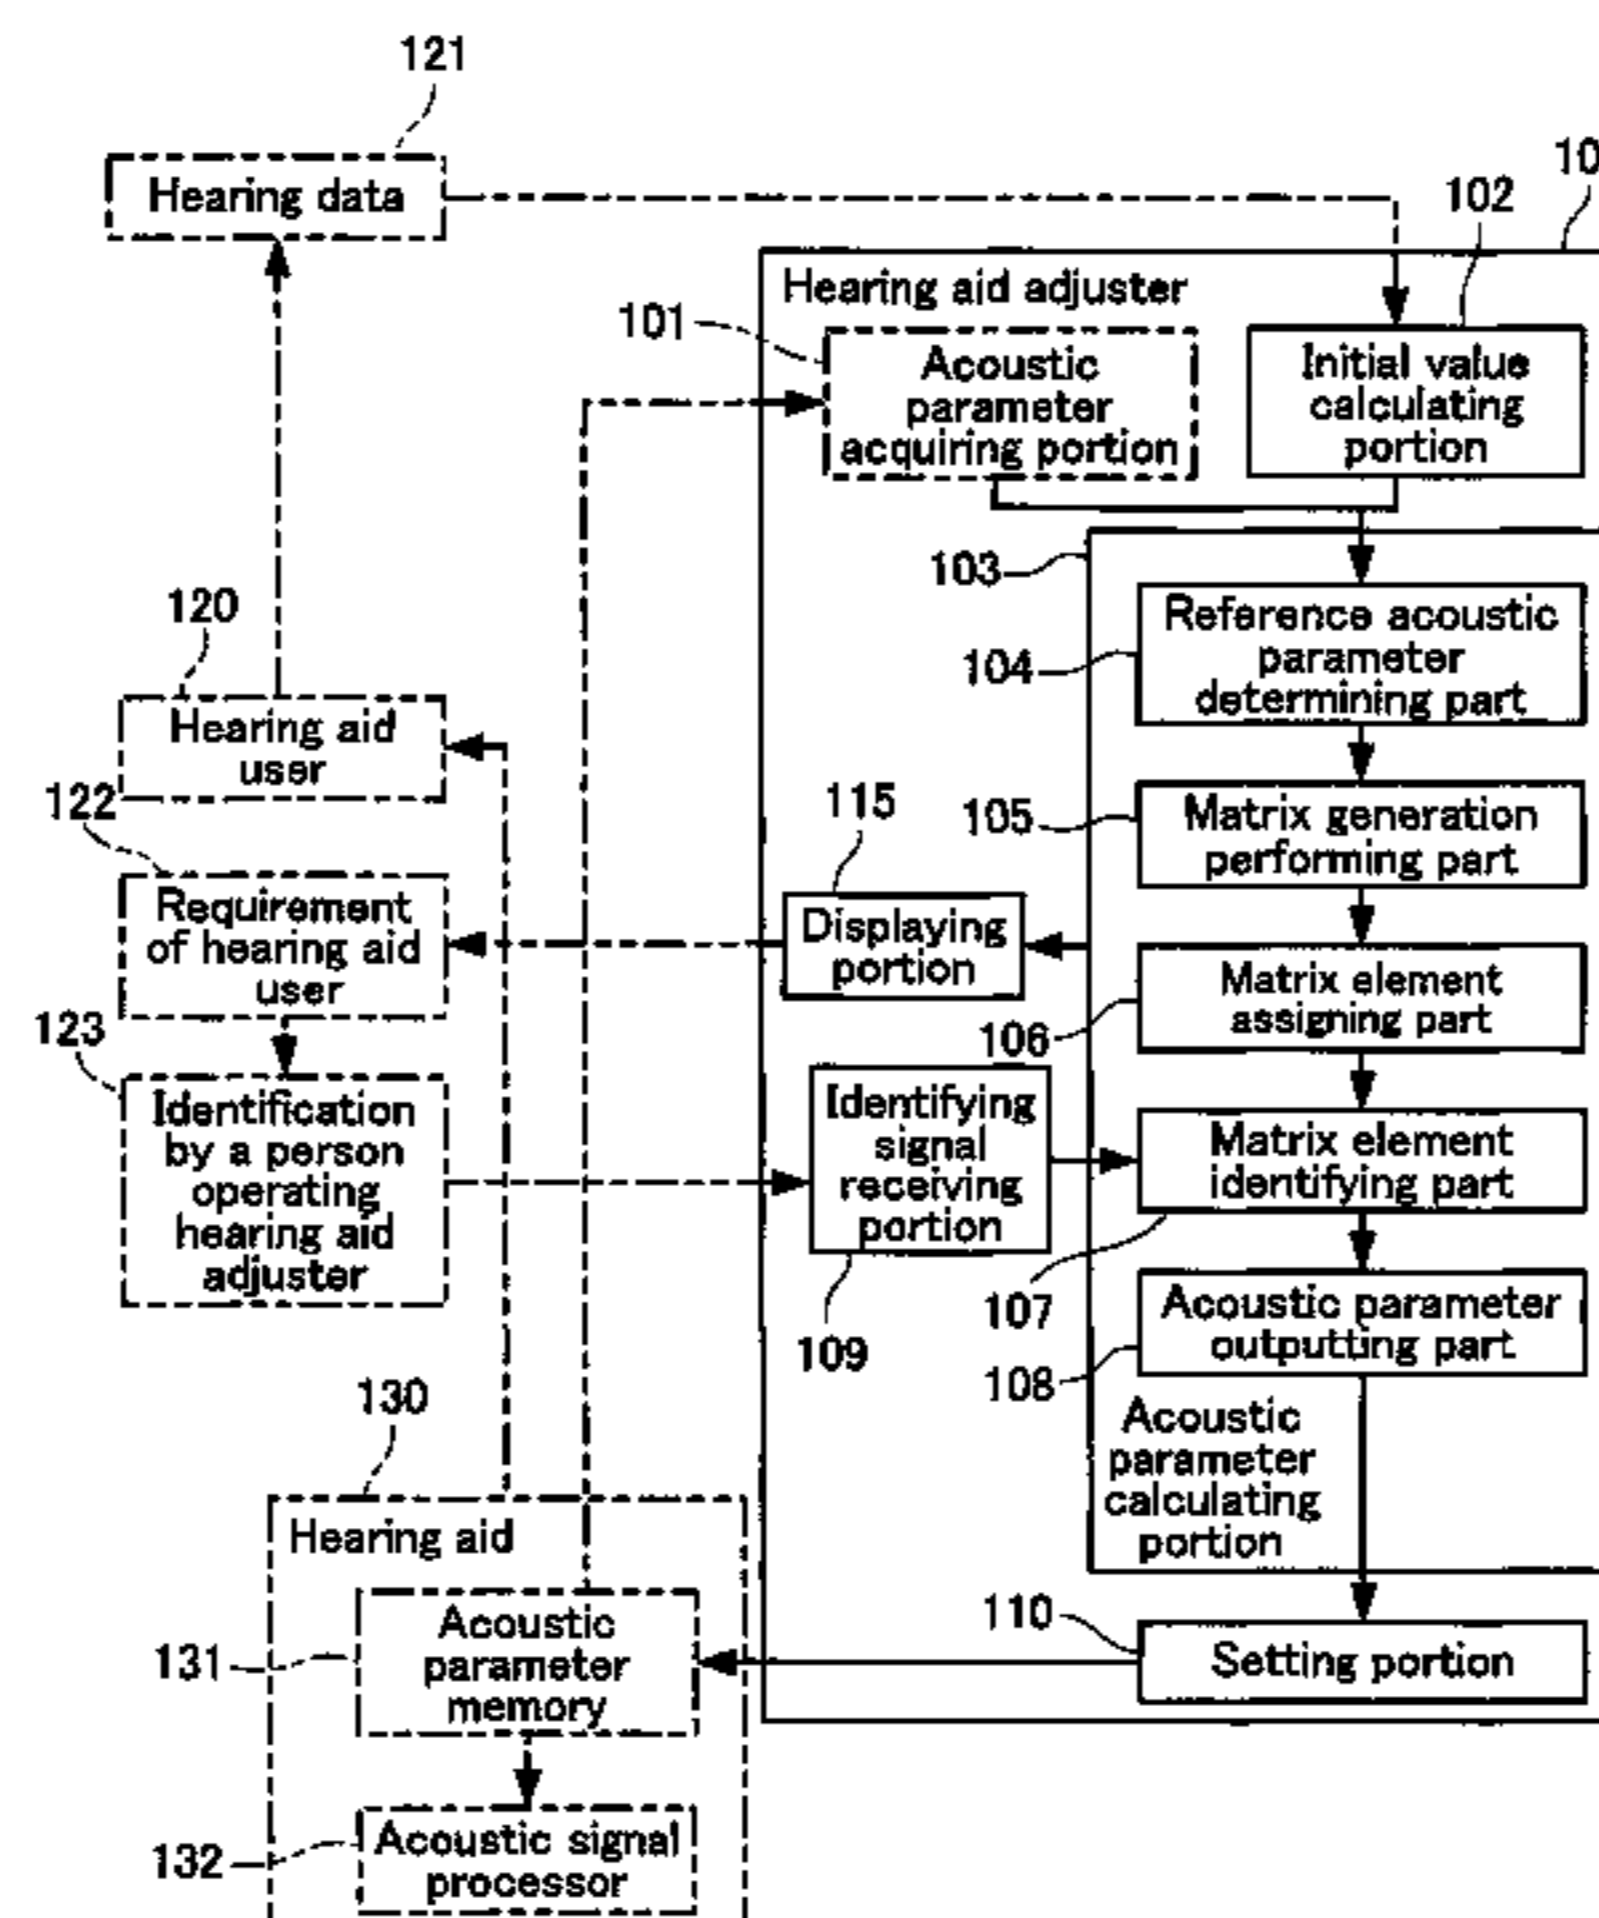 121
Hearing data
10
102
Hearing aid adjuster
101
Acoustic
parameter
acquiring portion
Initial value
calculating
portion
103
120
Reference acoustic
parameter
determining part
104
Hearing aid
user
122
115
105
Matrix generation
performing part
Requirement
of hearing aid
user
Displaying
portion
Matrix element
assigning part
123
106
Identification
by a person
operating
hearing aid
adjuster
Identifying
signal
receiving
portion
Matrix element
identifying part
107
109
Acoustic parameter
outputting part
108
130
Acoustic
parameter
calculating
portion
Hearing aid
110
131
Acoustic
parameter
memory
Setting portion
132
Acoustic signal
processor